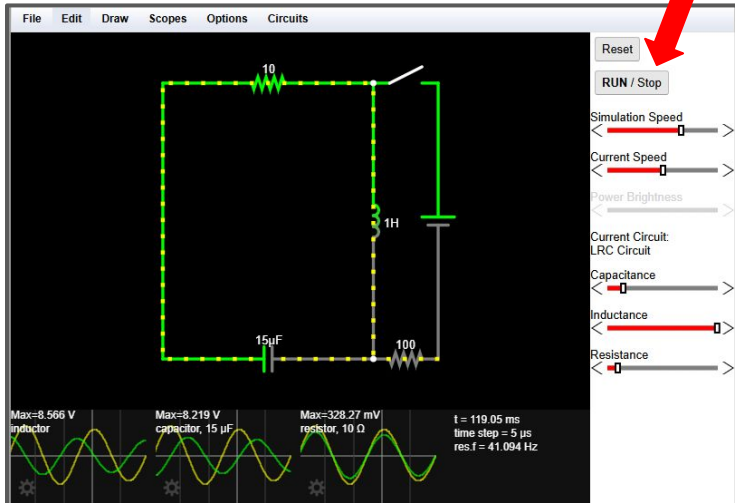 File Edit Draw Scopes Options Circuits
Reset
RUN / Stop
Simulation Speed
Current Speed
Power Brightness
Current Circuit:
LRC Circuit
Capacitance
Inductance
Resistance
10
1H
15µF
100
Max=8.566 V
inductor
Max=8.219 V
capacitor, 15 µF
Max=328.27 mV
resistor, 10 Ω
t = 119.05 ms
time step = 5 µs
res.f = 41.094 Hz